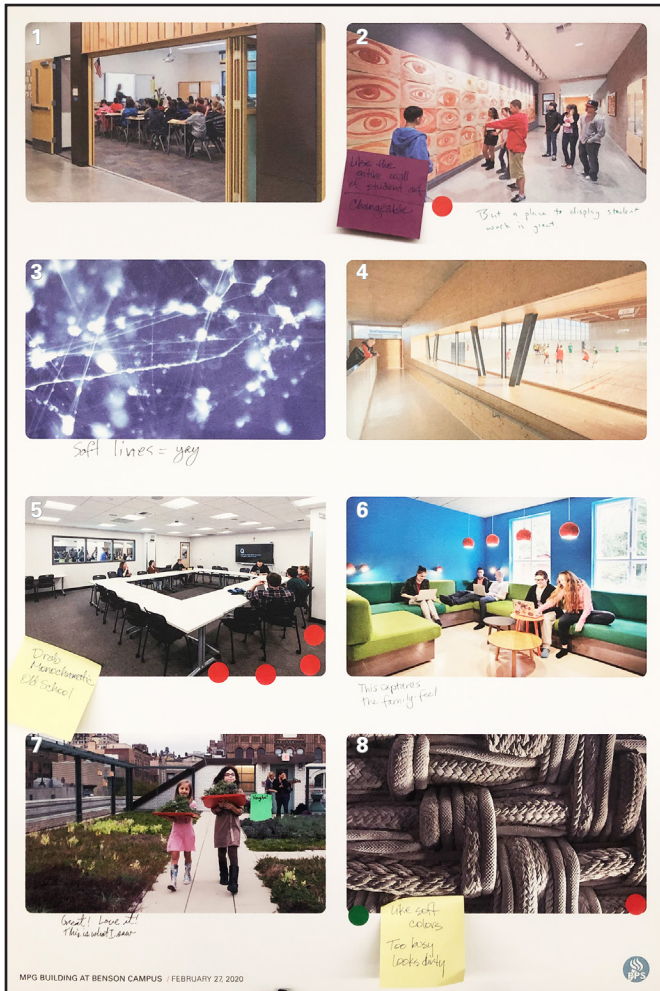 1
2
Like the
entire wall
of student art
Changeable
But a place to display student
work is great.
3
4
Soft lines = yay
5
6
Drab
Monochromatic
Old School
This captures
the family feel
7
8
Great! Love it!
This is what I saw
Like soft
colors
Too busy
Looks dirty
MPG BUILDING AT BENSON CAMPUS / FEBRUARY 27, 2020
PPS